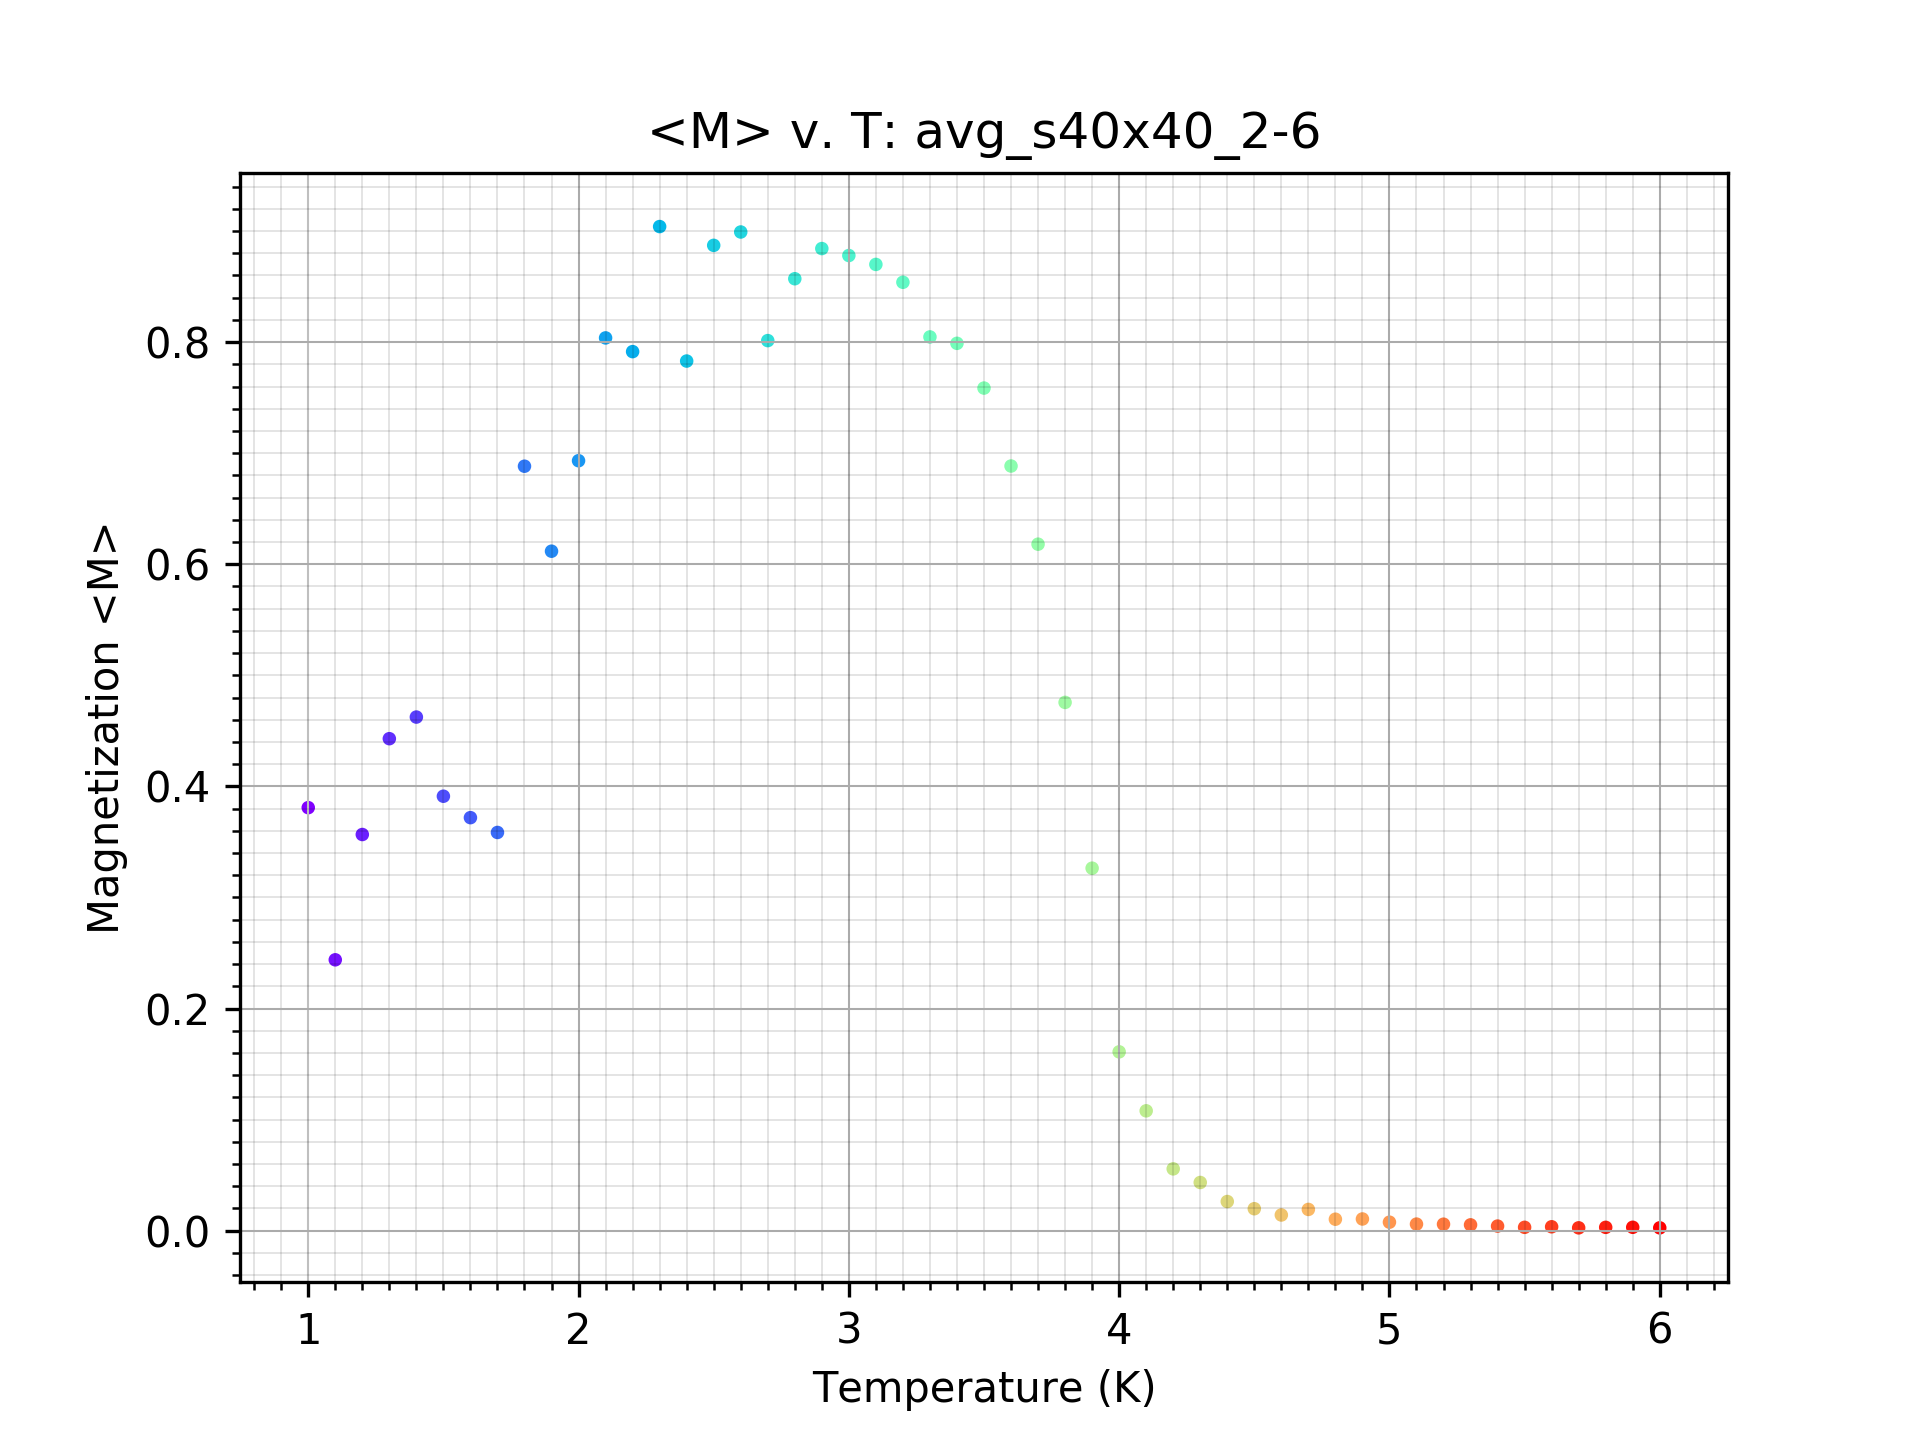 <M> v. T: avg_s40x40_2-6
Magnetization <M>
0.8
0.6
0.4
0.2
0.0
1 2 3 4 5 6
Temperature (K)